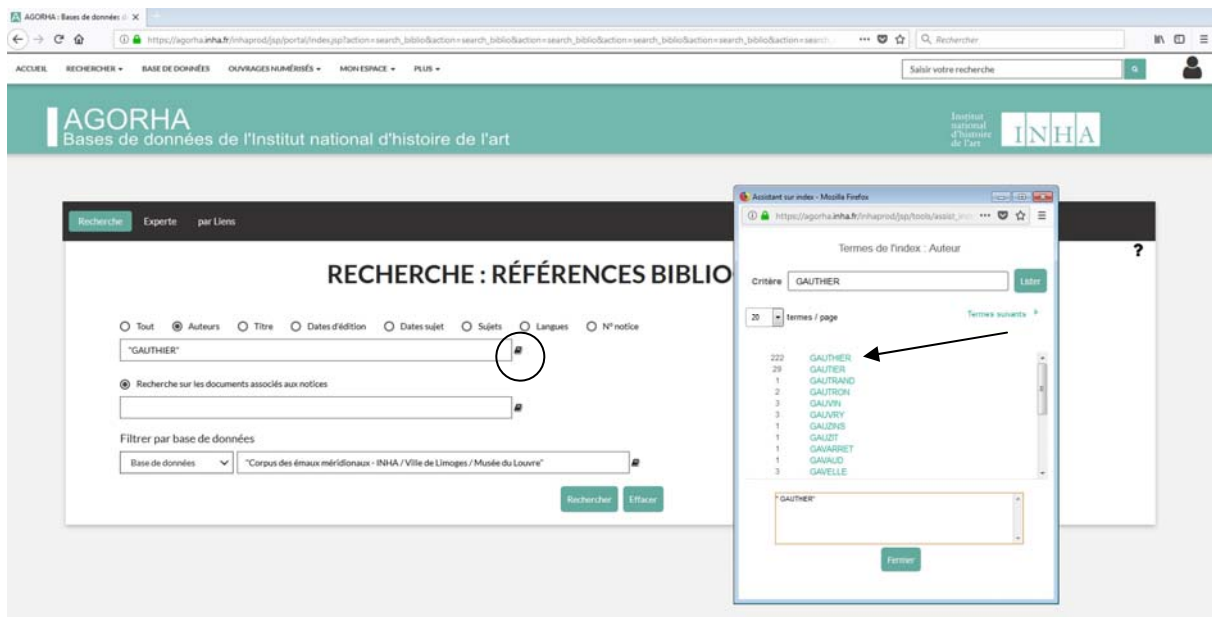 AGORHA : Bases de données d
https://agorha.inha.fr/inhaprod/jsp/portal/index.jsp?action=search_biblio&action=search_biblio&action=search_biblio&action=search_biblio&action=search_biblio&action=search
Rechercher
ACCUEIL RECHERCHER BASE DE DONNÉES OUVRAGES NUMÉRISÉS MON ESPACE PLUS
Saisir votre recherche
AGORHA
Bases de données de l'Institut national d'histoire de l'art
Institut
national
d'histoire
de l'art
INHA
Recherche Experte par Liens
RECHERCHE : RÉFÉRENCES BIBLIO
Tout Auteurs Titre Dates d'édition Dates sujet Sujets Langues N° notice
"GAUTHIER"
Recherche sur les documents associés aux notices
Filtrer par base de données
Base de données "Corpus des émaux méridionaux - INHA / Ville de Limoges / Musée du Louvre"
Rechercher Effacer
?
Assistant sur index - Mozilla Firefox
https://agorha.inha.fr/inhaprod/jsp/tools/assist_in
Termes de l'index : Auteur
Critère GAUTHIER Lister
20 termes / page Termes suivants
222 GAUTHIER
29 GAUTIER
1 GAUTRAND
2 GAUTRON
3 GAUVIN
3 GAUVRY
1 GAUZINS
1 GAUZIT
1 GAVARRET
1 GAVAUD
3 GAVELLE
" GAUTHIER"
Fermer